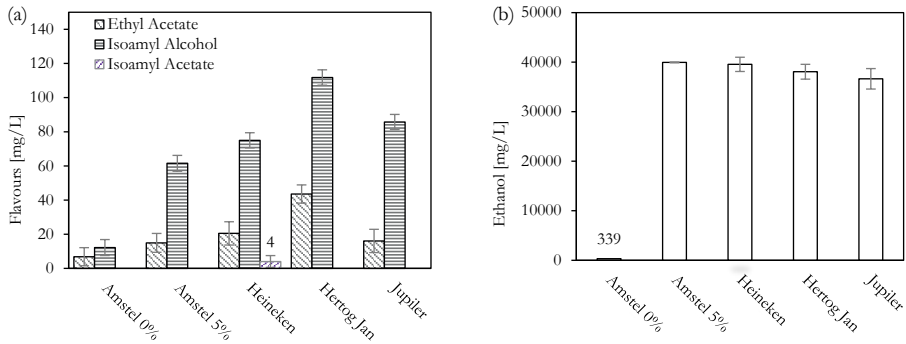 (a)
Flavours [mg/L]
140
120
100
80
60
40
20
0
Ethyl Acetate
Isoamyl Alcohol
Isoamyl Acetate
4
Amstel 0%
Amstel 5%
Heineken
Hertog Jan
Jupiler
(b)
Ethanol [mg/L]
50000
40000
30000
20000
10000
0
339
Amstel 0%
Amstel 5%
Heineken
Hertog Jan
Jupiler